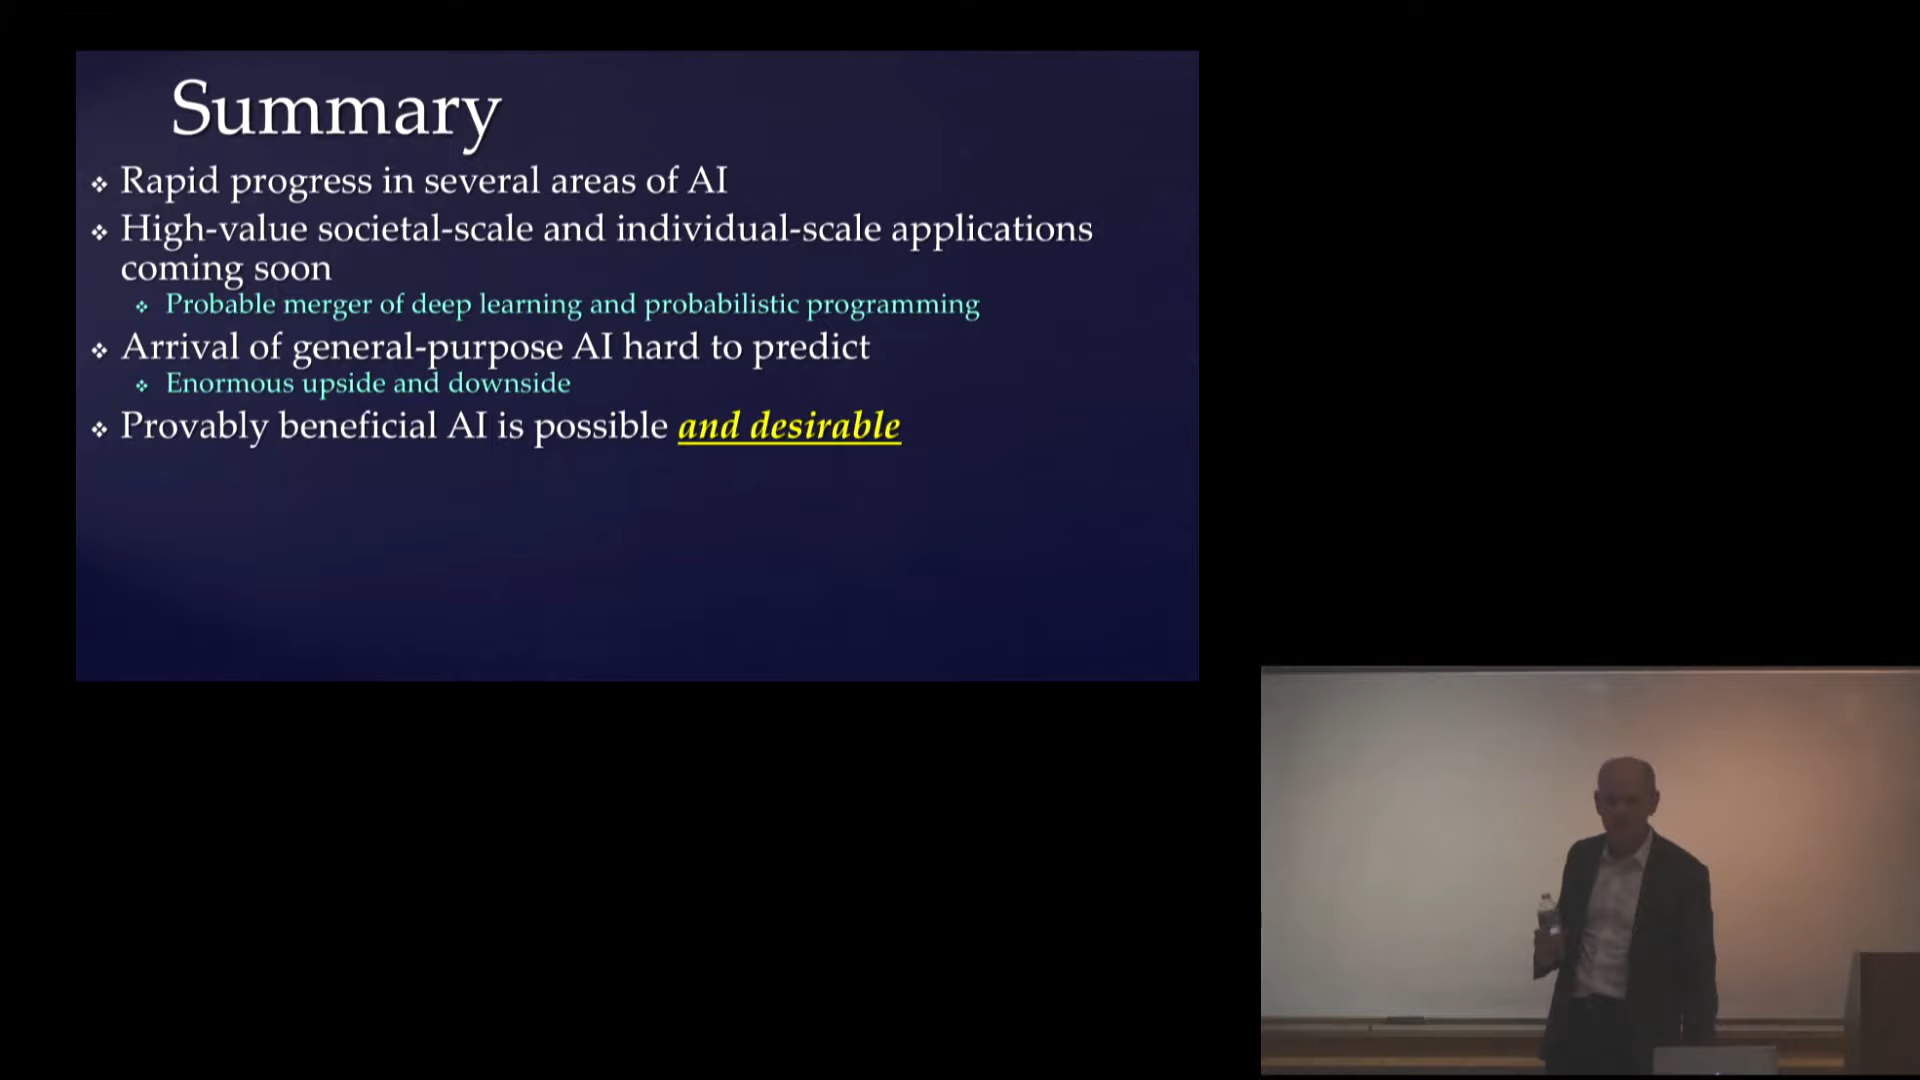 Summary
❖ Rapid progress in several areas of AI
❖ High-value societal-scale and individual-scale applications
coming soon
❖ Probable merger of deep learning and probabilistic programming
❖ Arrival of general-purpose AI hard to predict
❖ Enormous upside and downside
❖ Provably beneficial AI is possible and desirable